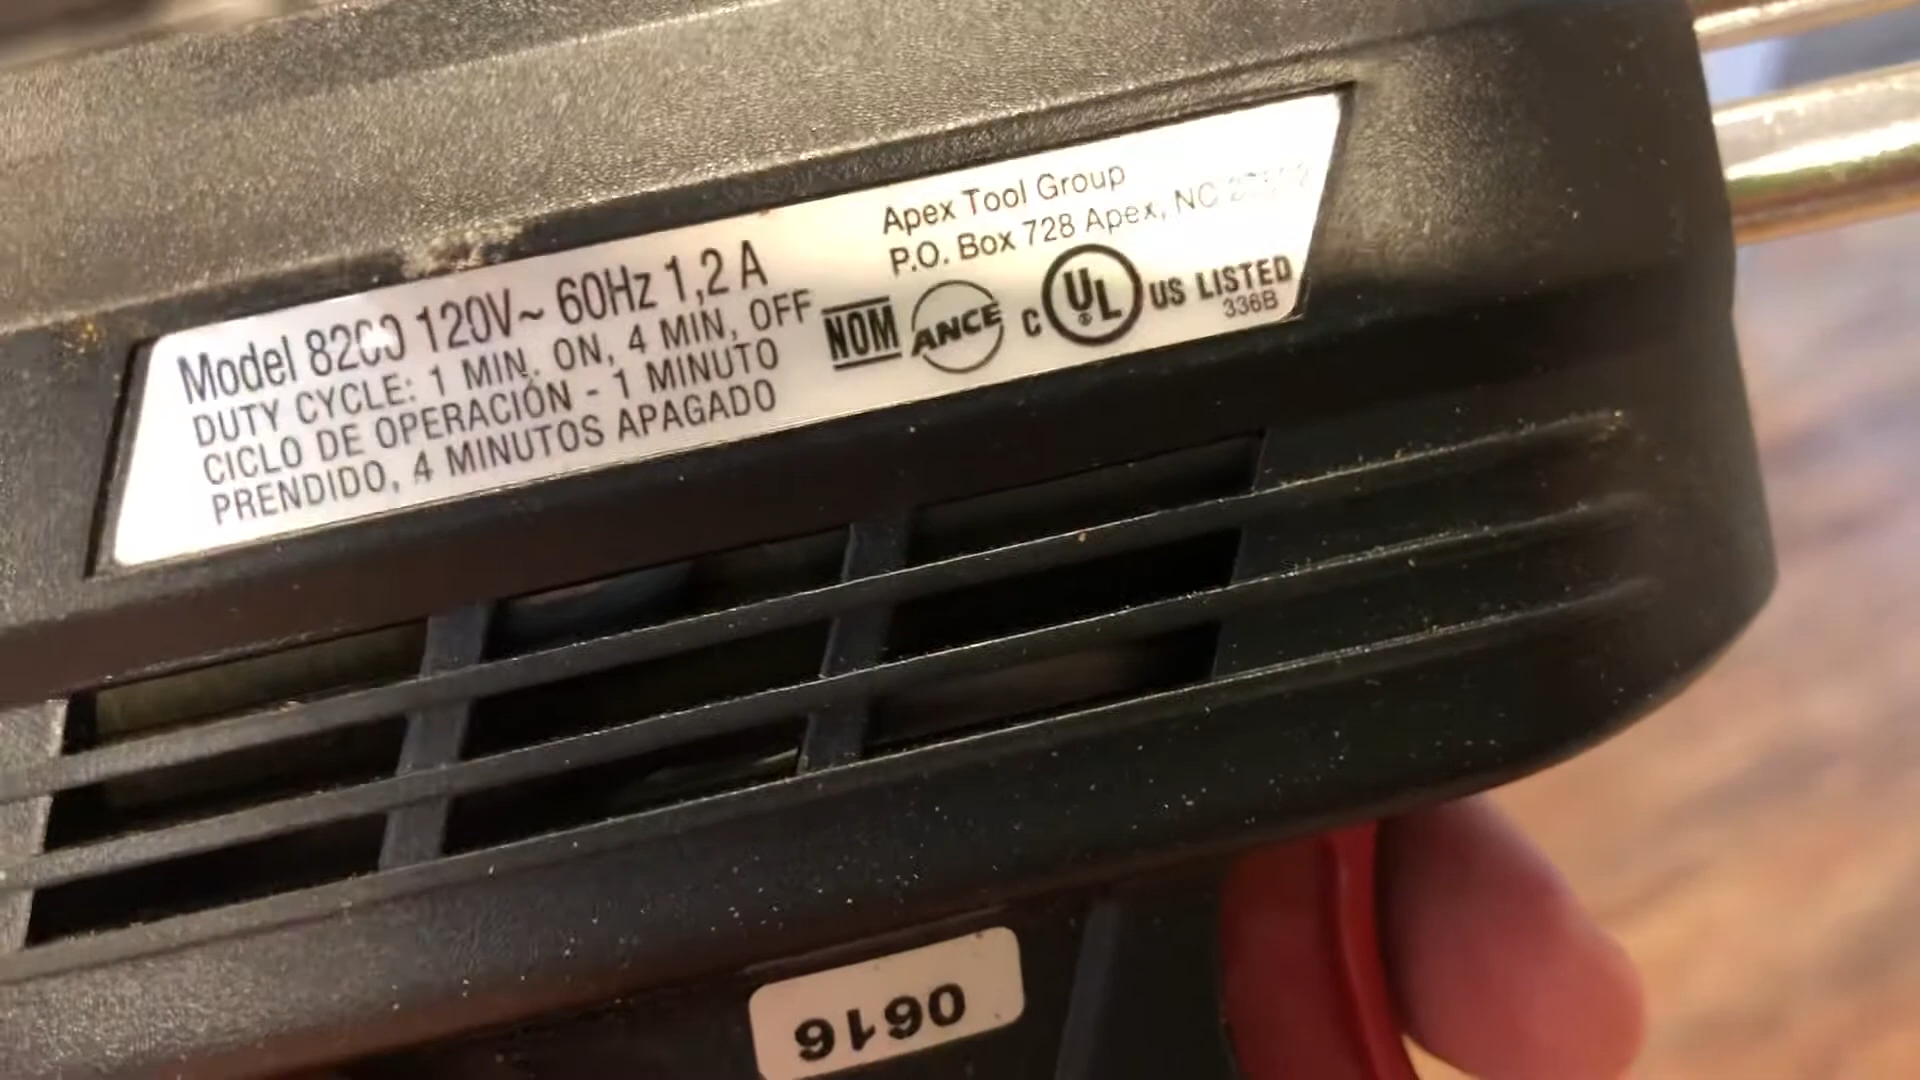 Apex Tool Group
P.O. Box 728 Apex, NC
Model 8200 120V~ 60Hz 1,2 A
DUTY CYCLE: 1 MIN. ON, 4 MIN, OFF
CICLO DE OPERACIÓN - 1 MINUTO
PRENDIDO, 4 MINUTOS APAGADO
NOM ANCE c UL® US LISTED
336B
0616